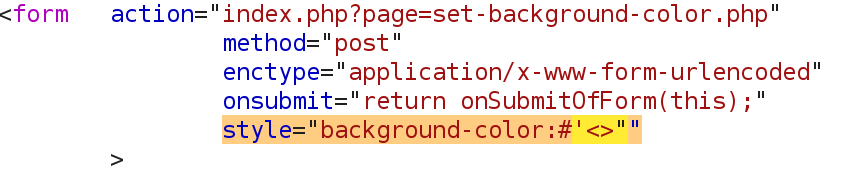 <form action="index.php?page=set-background-color.php"
method="post"
enctype="application/x-www-form-urlencoded"
onsubmit="return onSubmitOfForm(this);"
style="background-color:#'<>""
>